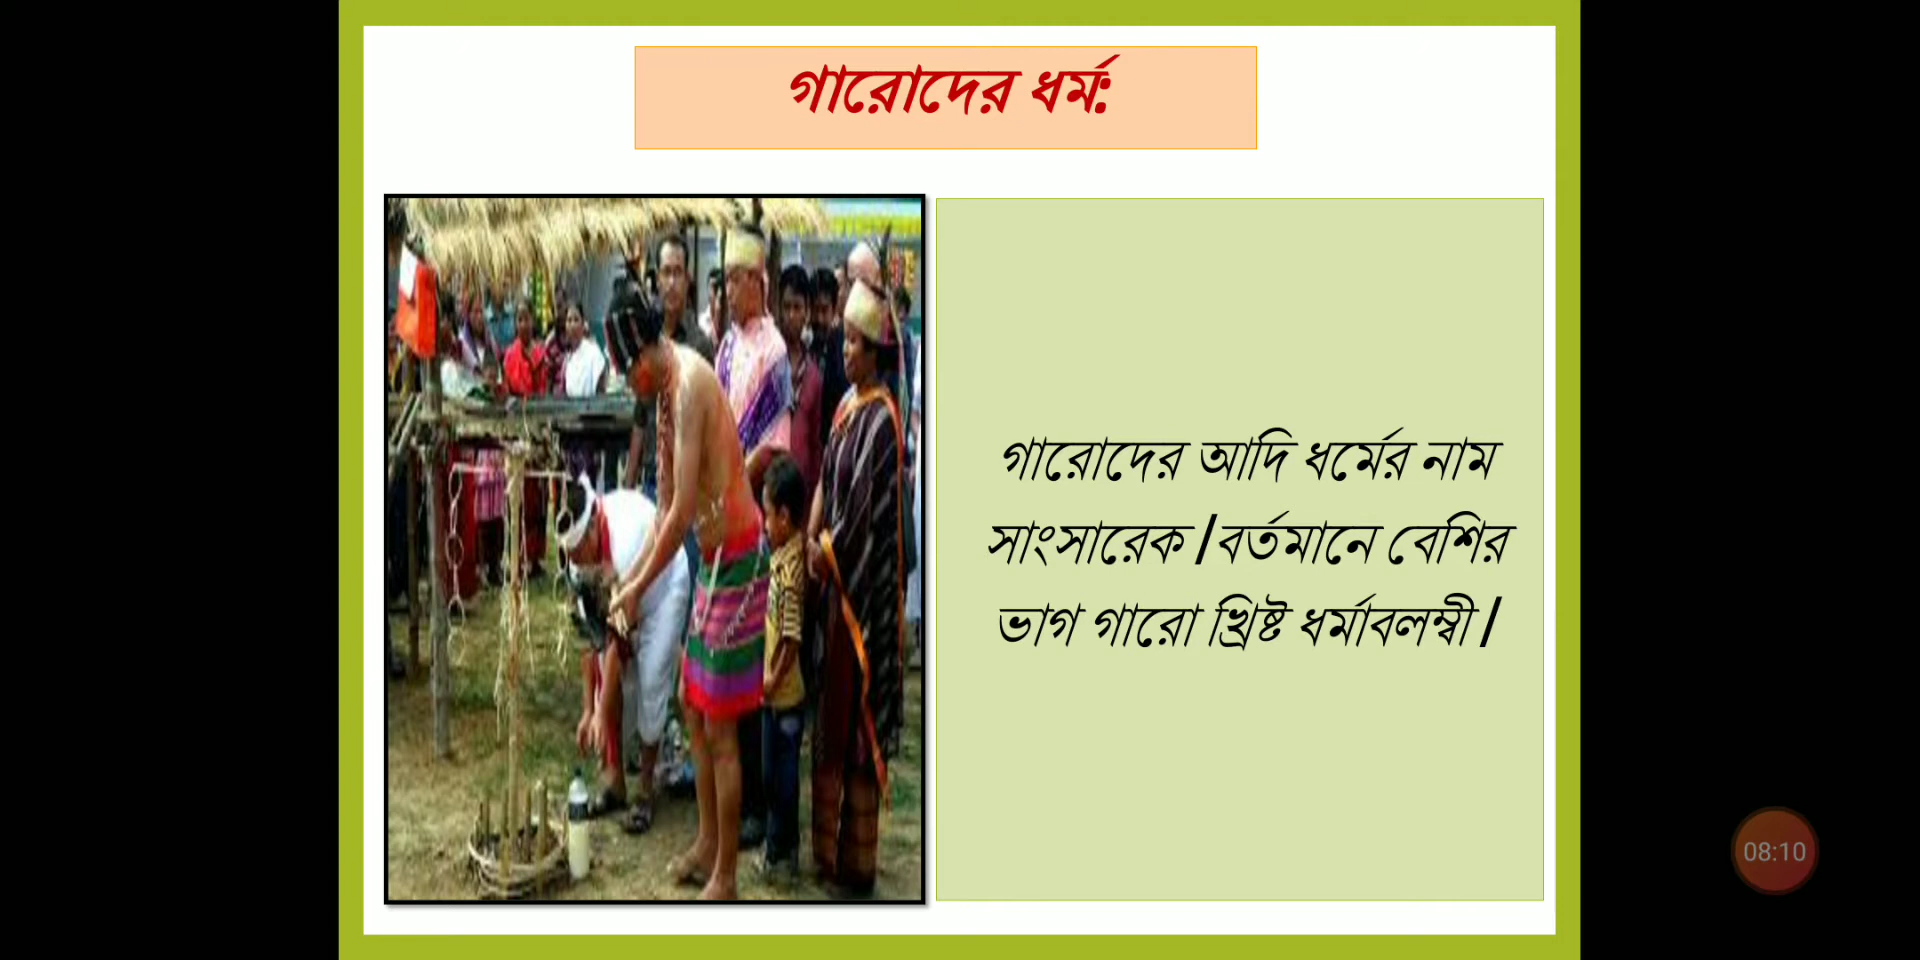 গারোদের ধর্ম:
গারোদের আদি ধর্মের নাম
সাংসারেক।বর্তমানে বেশির
ভাগ গারো খ্রিষ্ট ধর্মাবলম্বী।
08:10